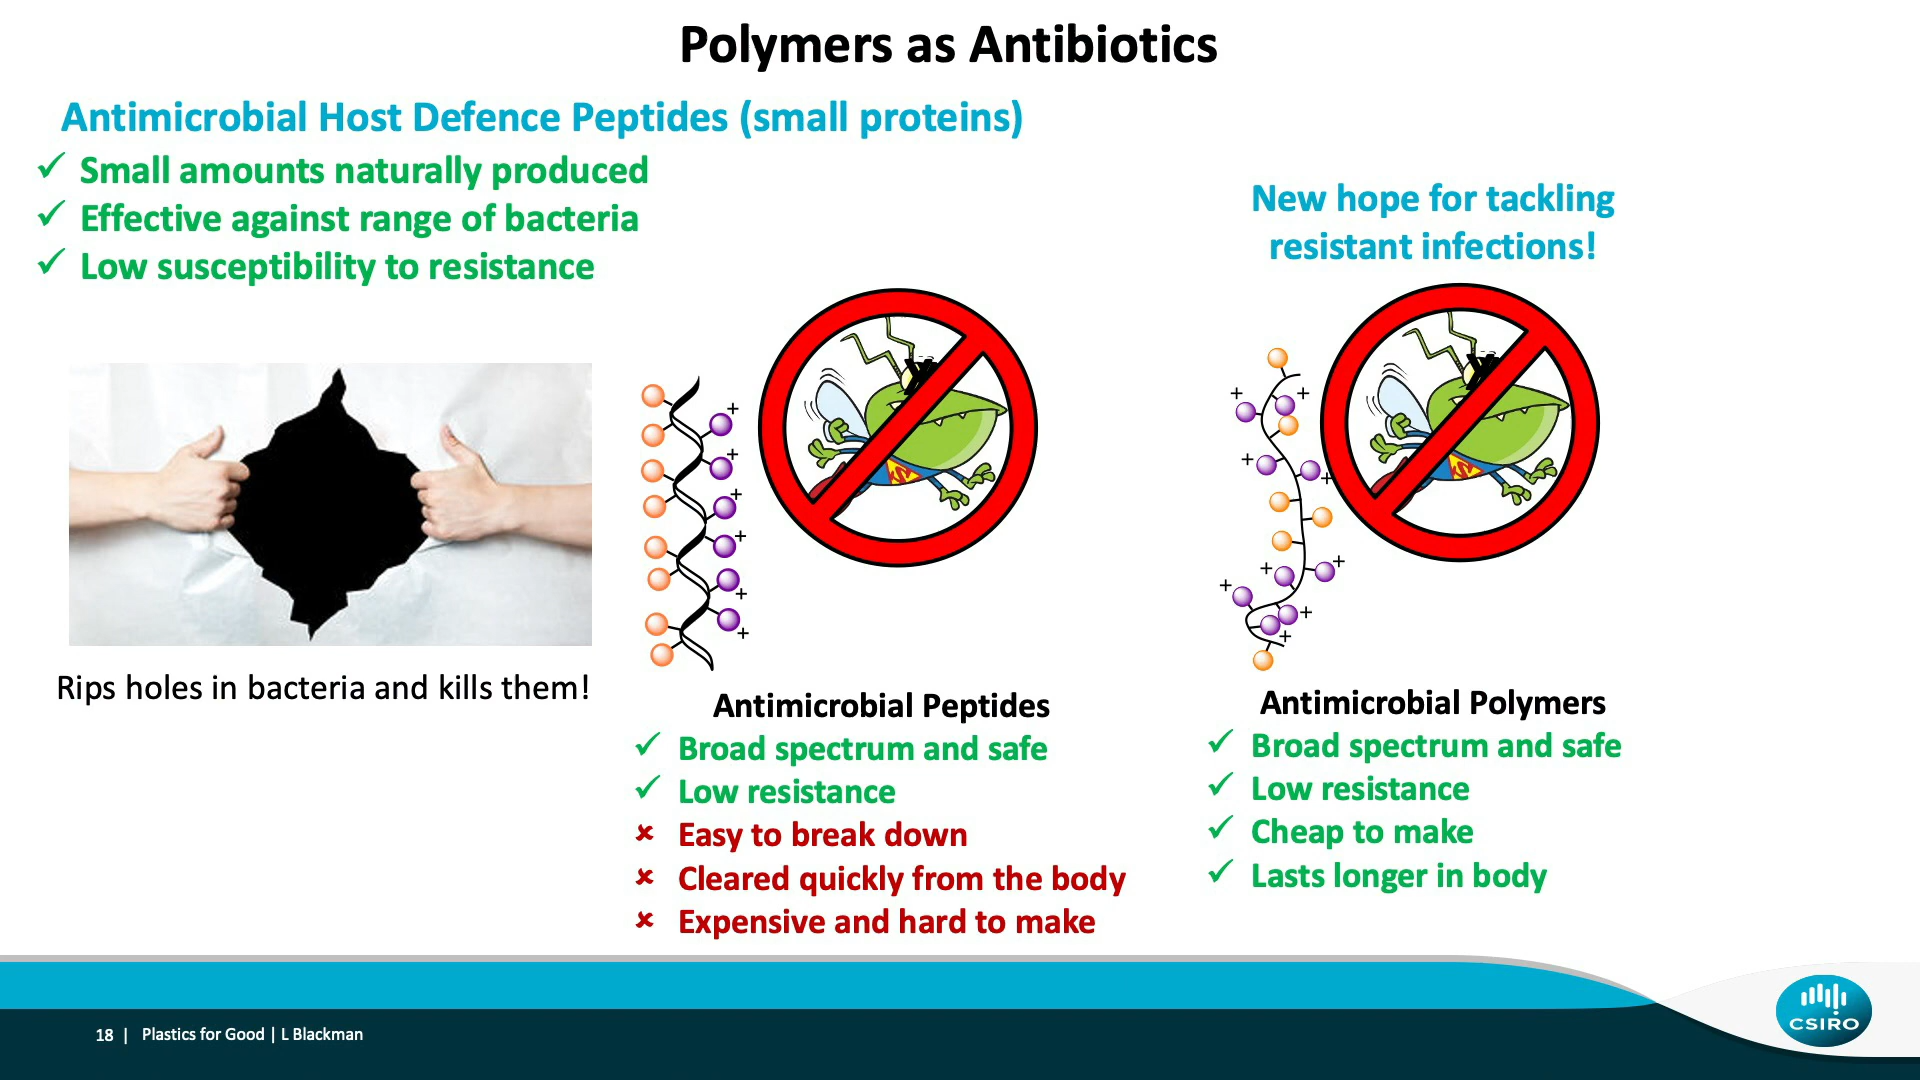 Polymers as Antibiotics
Antimicrobial Host Defence Peptides (small proteins)
✓ Small amounts naturally produced
✓ Effective against range of bacteria
✓ Low susceptibility to resistance
New hope for tackling
resistant infections!
Rips holes in bacteria and kills them!
Antimicrobial Peptides
✓ Broad spectrum and safe
✓ Low resistance
✘ Easy to break down
✘ Cleared quickly from the body
✘ Expensive and hard to make
Antimicrobial Polymers
✓ Broad spectrum and safe
✓ Low resistance
✓ Cheap to make
✓ Lasts longer in body
18 | Plastics for Good | L Blackman
CSIRO